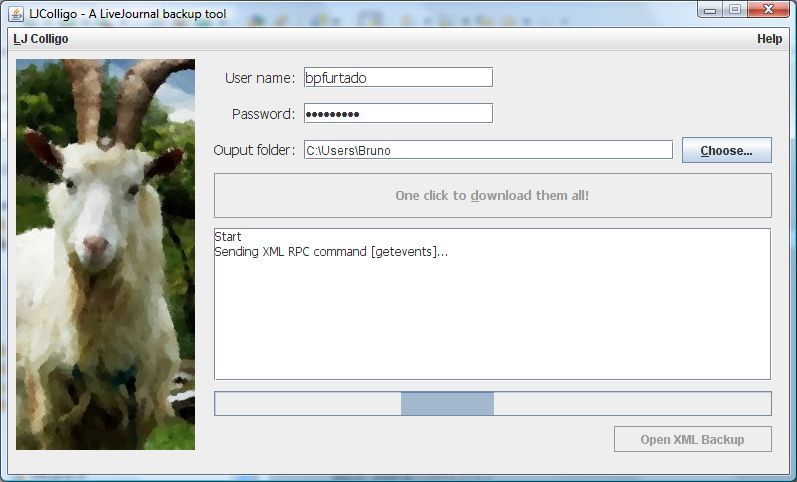 LJColligo - A LiveJournal backup tool
LJ Colligo Help
User name: bpfurtado
Password: •••••••••
Ouput folder: C:\Users\Bruno Choose...
One click to download them all!
Start
Sending XML RPC command [getevents]...
Open XML Backup